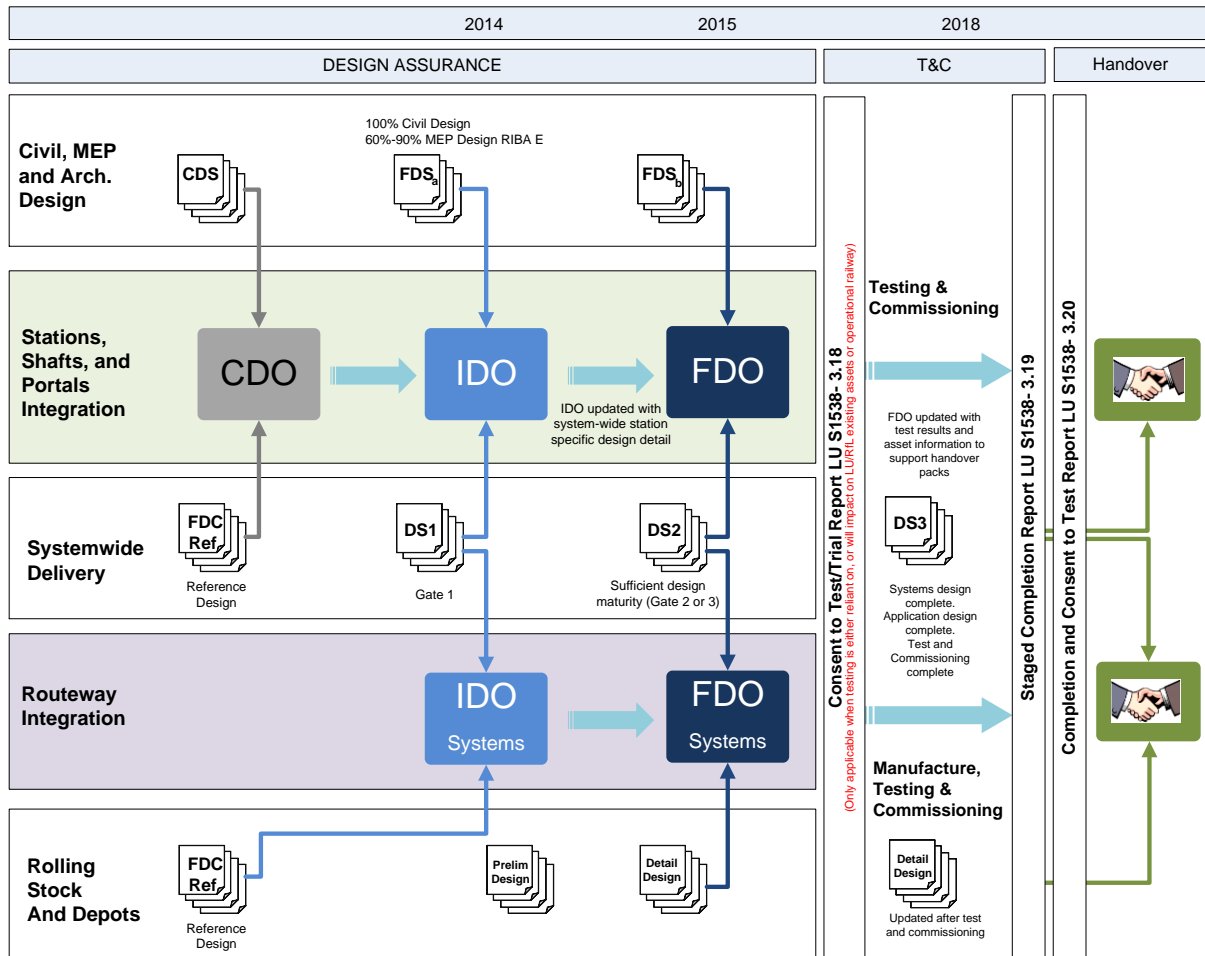 2014
2015
2018
DESIGN ASSURANCE
T&C
Handover
Civil, MEP
and Arch.
Design
CDS
100% Civil Design
60%-90% MEP Design RIBA E
FDSa
FDSb
Stations,
Shafts, and
Portals
Integration
CDO
IDO
IDO updated with
system-wide station
specific design detail
FDO
Systemwide
Delivery
FDC
Ref
Reference
Design
DS1
Gate 1
DS2
Sufficient design
maturity (Gate 2 or 3)
Routeway
Integration
IDO
Systems
FDO
Systems
Rolling
Stock
And Depots
FDC
Ref
Reference
Design
Prelim
Design
Detail
Design
Consent to Test/Trial Report LU S1538- 3.18
(Only applicable when testing is either reliant on, or will impact on LU/RfL existing assets or operational railway)
Testing &
Commissioning
FDO updated with
test results and
asset information to
support handover
packs
DS3
Systems design
complete.
Application design
complete.
Test and
Commissioning
complete
Manufacture,
Testing &
Commissioning
Detail
Design
Updated after test
and commissioning
Staged Completion Report LU S1538- 3.19
Completion and Consent to Test Report LU S1538- 3.20